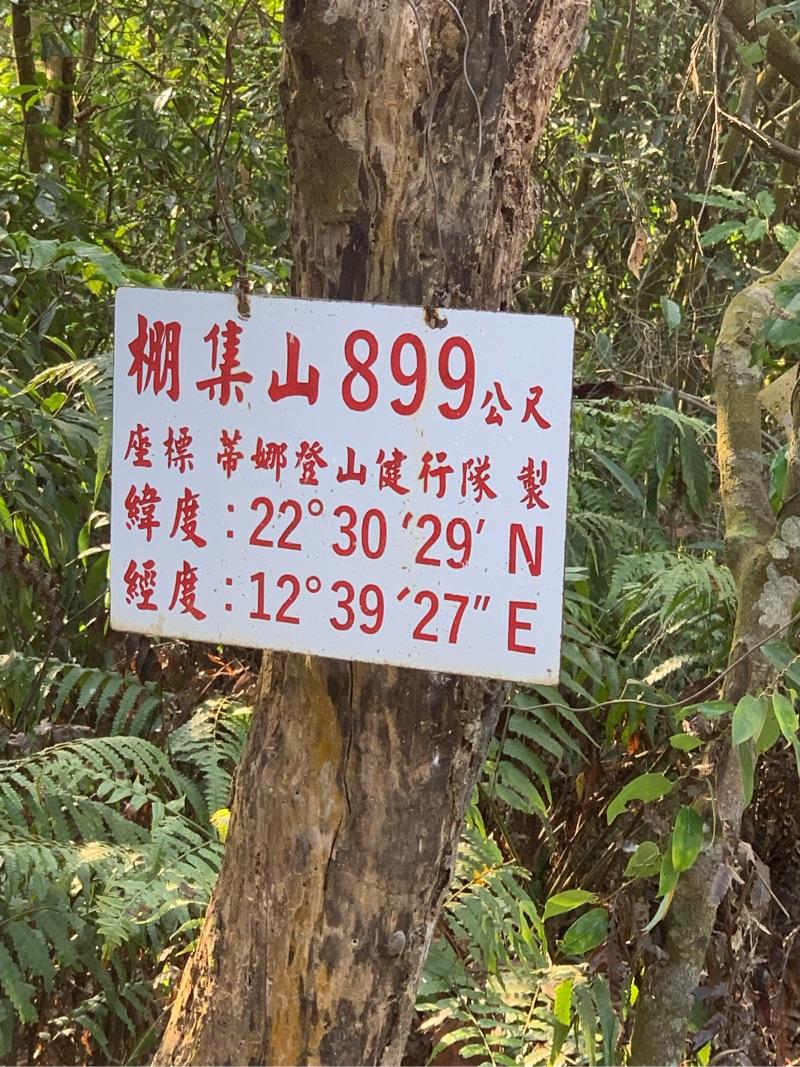 棚集山899公尺
座標 蒂娜登山健行隊 製
緯度:22°30′29′ N
經度:12°39′27″ E